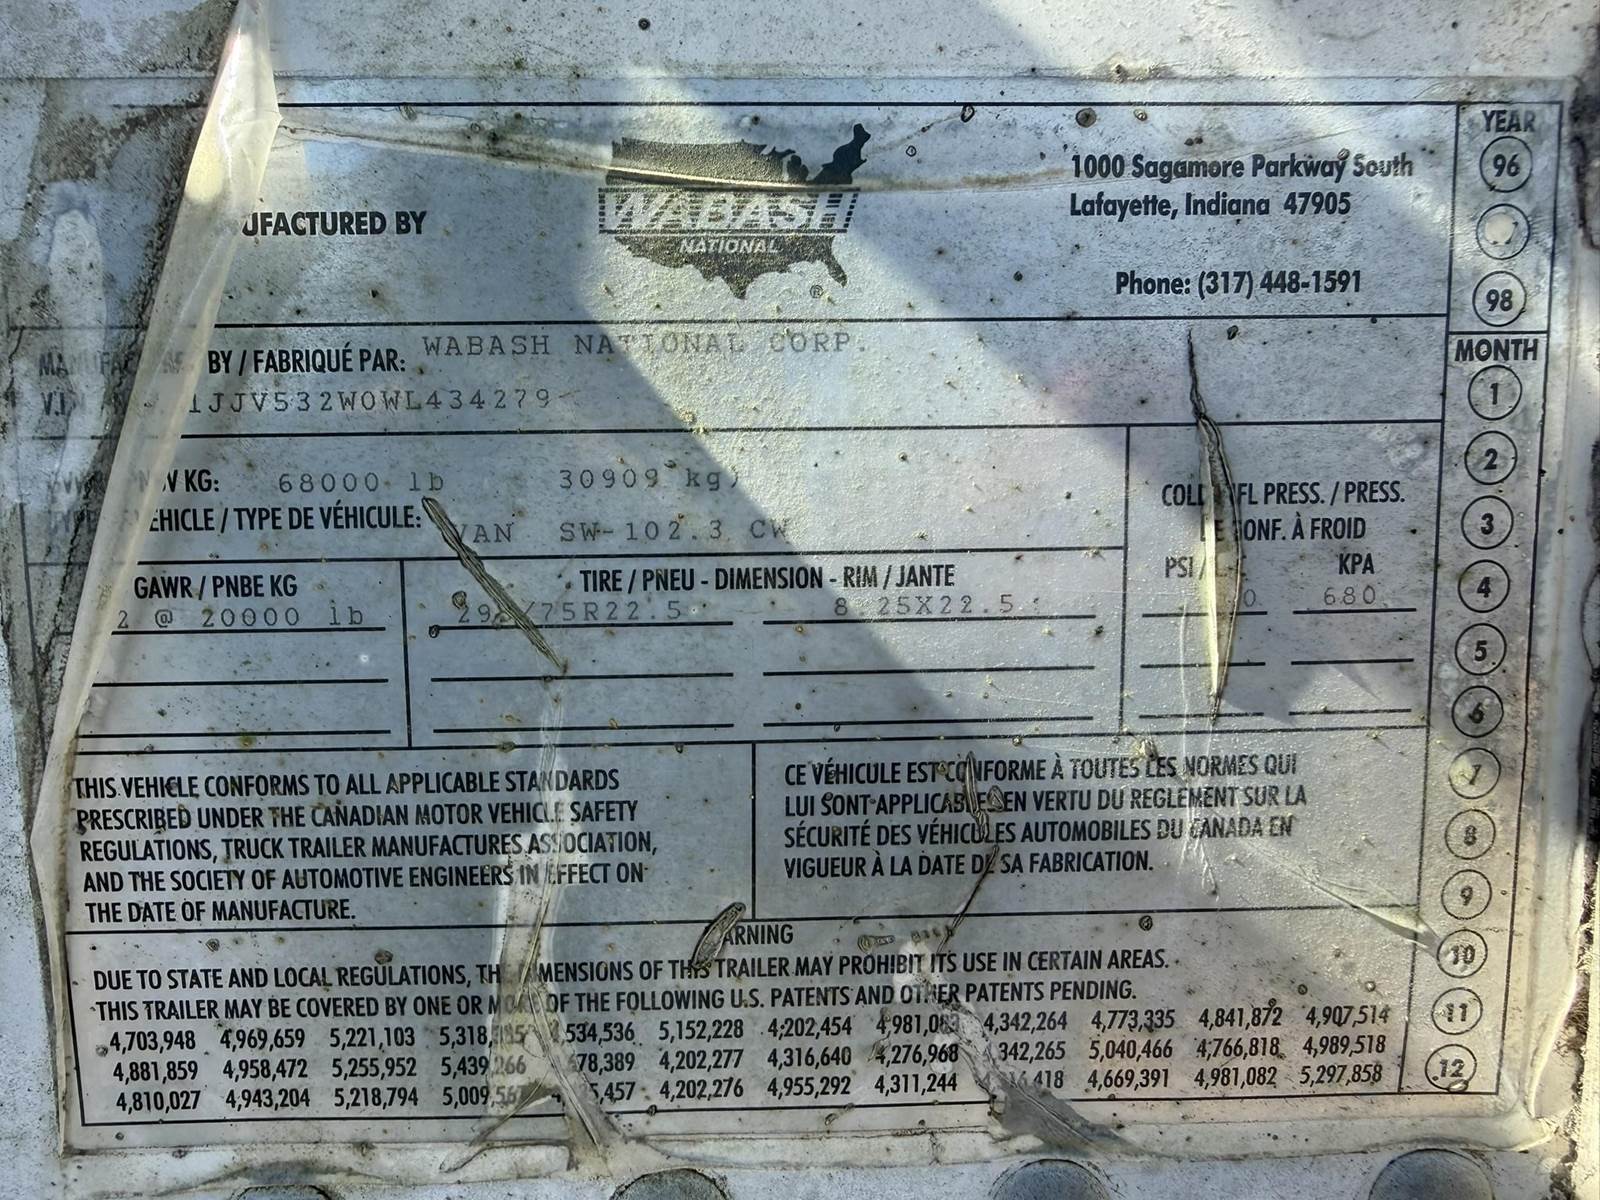 YEAR
96
98
WABASH
NATIONAL
®
1000 Sagamore Parkway South
Lafayette, Indiana 47905
Phone: (317) 448-1591
BY / FABRIQUÉ PAR: WABASH NATIONAL CORP.
1JJV532W0WL434279
MONTH
1
2
3
4
5
6
7
8
9
10
11
12
KG: 68000 lb 30909 kg)
/ TYPE DE VÉHICULE: VAN SW-102.3 CW
PRESS. / PRESS.
À FROID
GAWR / PNBE KG
TIRE / PNEU - DIMENSION - RIM / JANTE
PSI
KPA
2 @ 20000 lb
8.25X22.5
680
THIS VEHICLE CONFORMS TO ALL APPLICABLE STANDARDS
PRESCRIBED UNDER THE CANADIAN MOTOR VEHICLE SAFETY
REGULATIONS, TRUCK TRAILER MANUFACTURES ASSOCIATION,
AND THE SOCIETY OF AUTOMOTIVE ENGINEERS IN EFFECT ON
THE DATE OF MANUFACTURE.
CE VÉHICULE EST CONFORME À TOUTES LES NORMES QUI
LUI SONT APPLICABLES EN VERTU DU REGLEMENT SUR LA
SÉCURITÉ DES VÉHICULES AUTOMOBILES DU CANADA EN
VIGUEUR À LA DATE DE SA FABRICATION.
DUE TO STATE AND LOCAL REGULATIONS, THE DIMENSIONS OF THIS TRAILER MAY PROHIBIT ITS USE IN CERTAIN AREAS.
THIS TRAILER MAY BE COVERED BY ONE OR MORE OF THE FOLLOWING U.S. PATENTS AND OTHER PATENTS PENDING.
4,703,948 4,969,659 5,221,103 5,152,228 4,202,454 4,342,264 4,773,335 4,841,872 4,907,514
4,881,859 4,958,472 5,255,952 4,202,277 4,316,640 4,276,968 5,040,466 4,766,818 4,989,518
4,810,027 4,943,204 5,218,794 4,202,276 4,955,292 4,311,244 4,669,391 4,981,082 5,297,858